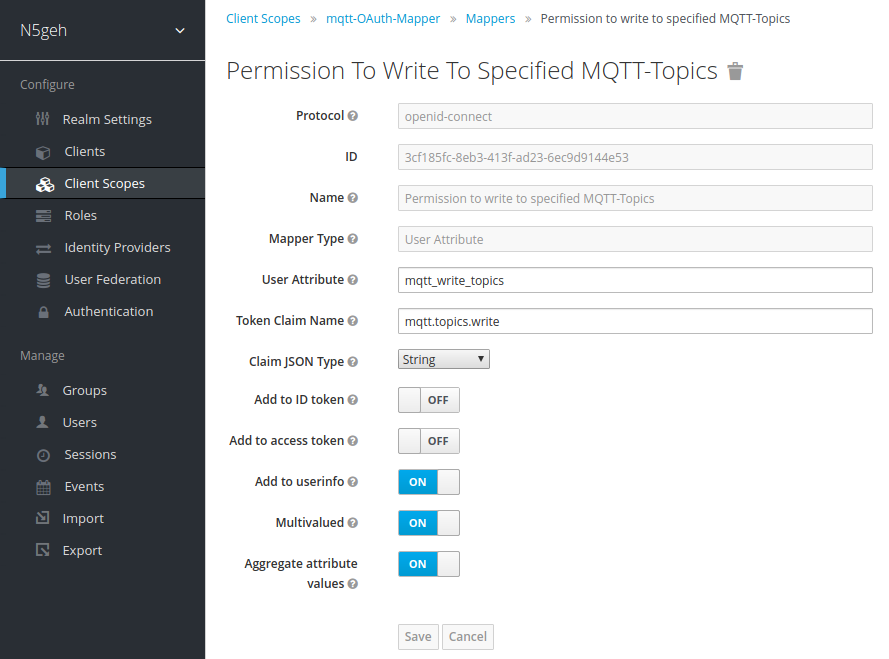 N5geh
Configure
Realm Settings
Clients
Client Scopes
Roles
Identity Providers
User Federation
Authentication
Manage
Groups
Users
Sessions
Events
Import
Export
Client Scopes » mqtt-OAuth-Mapper » Mappers » Permission to write to specified MQTT-Topics
Permission To Write To Specified MQTT-Topics
Protocol openid-connect
ID 3cf185fc-8eb3-413f-ad23-6ec9d9144e53
Name Permission to write to specified MQTT-Topics
Mapper Type User Attribute
User Attribute mqtt_write_topics
Token Claim Name mqtt.topics.write
Claim JSON Type String
Add to ID token OFF
Add to access token OFF
Add to userinfo ON
Multivalued ON
Aggregate attribute ON
values
Save Cancel